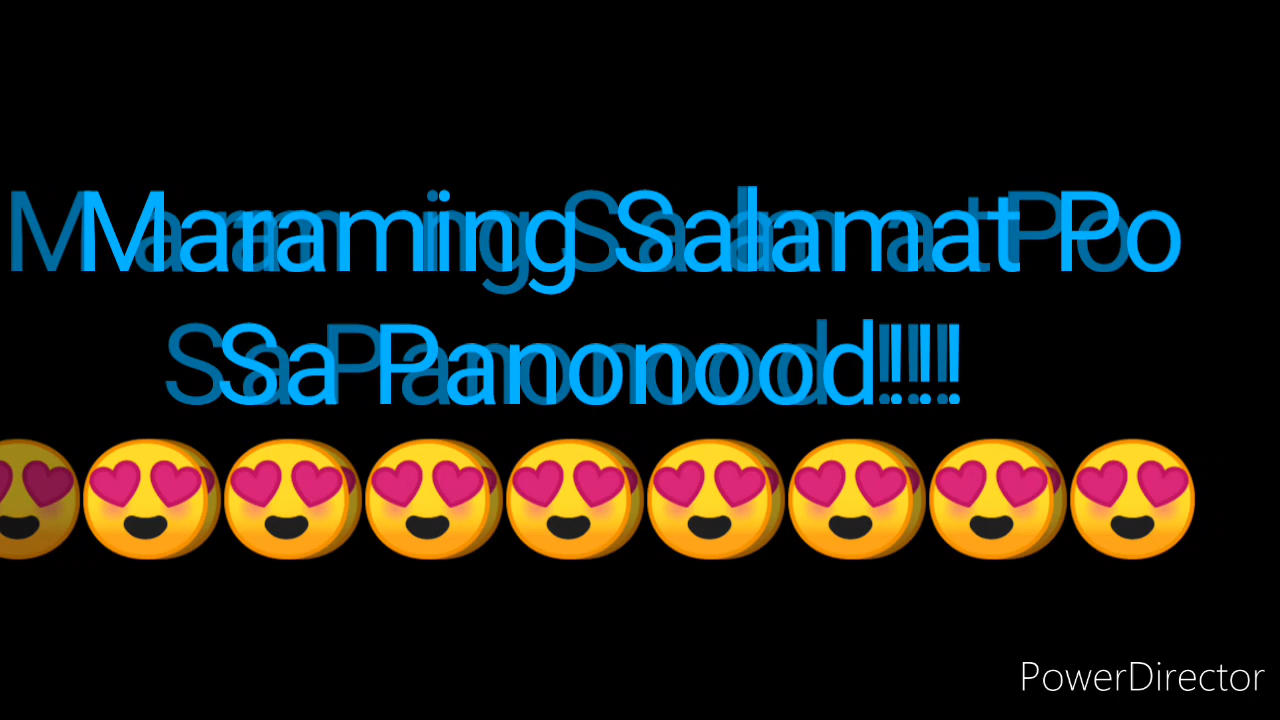 Maraming Salamat Po
Sa Panonood!!!!
😍😍😍😍😍😍😍😍
PowerDirector